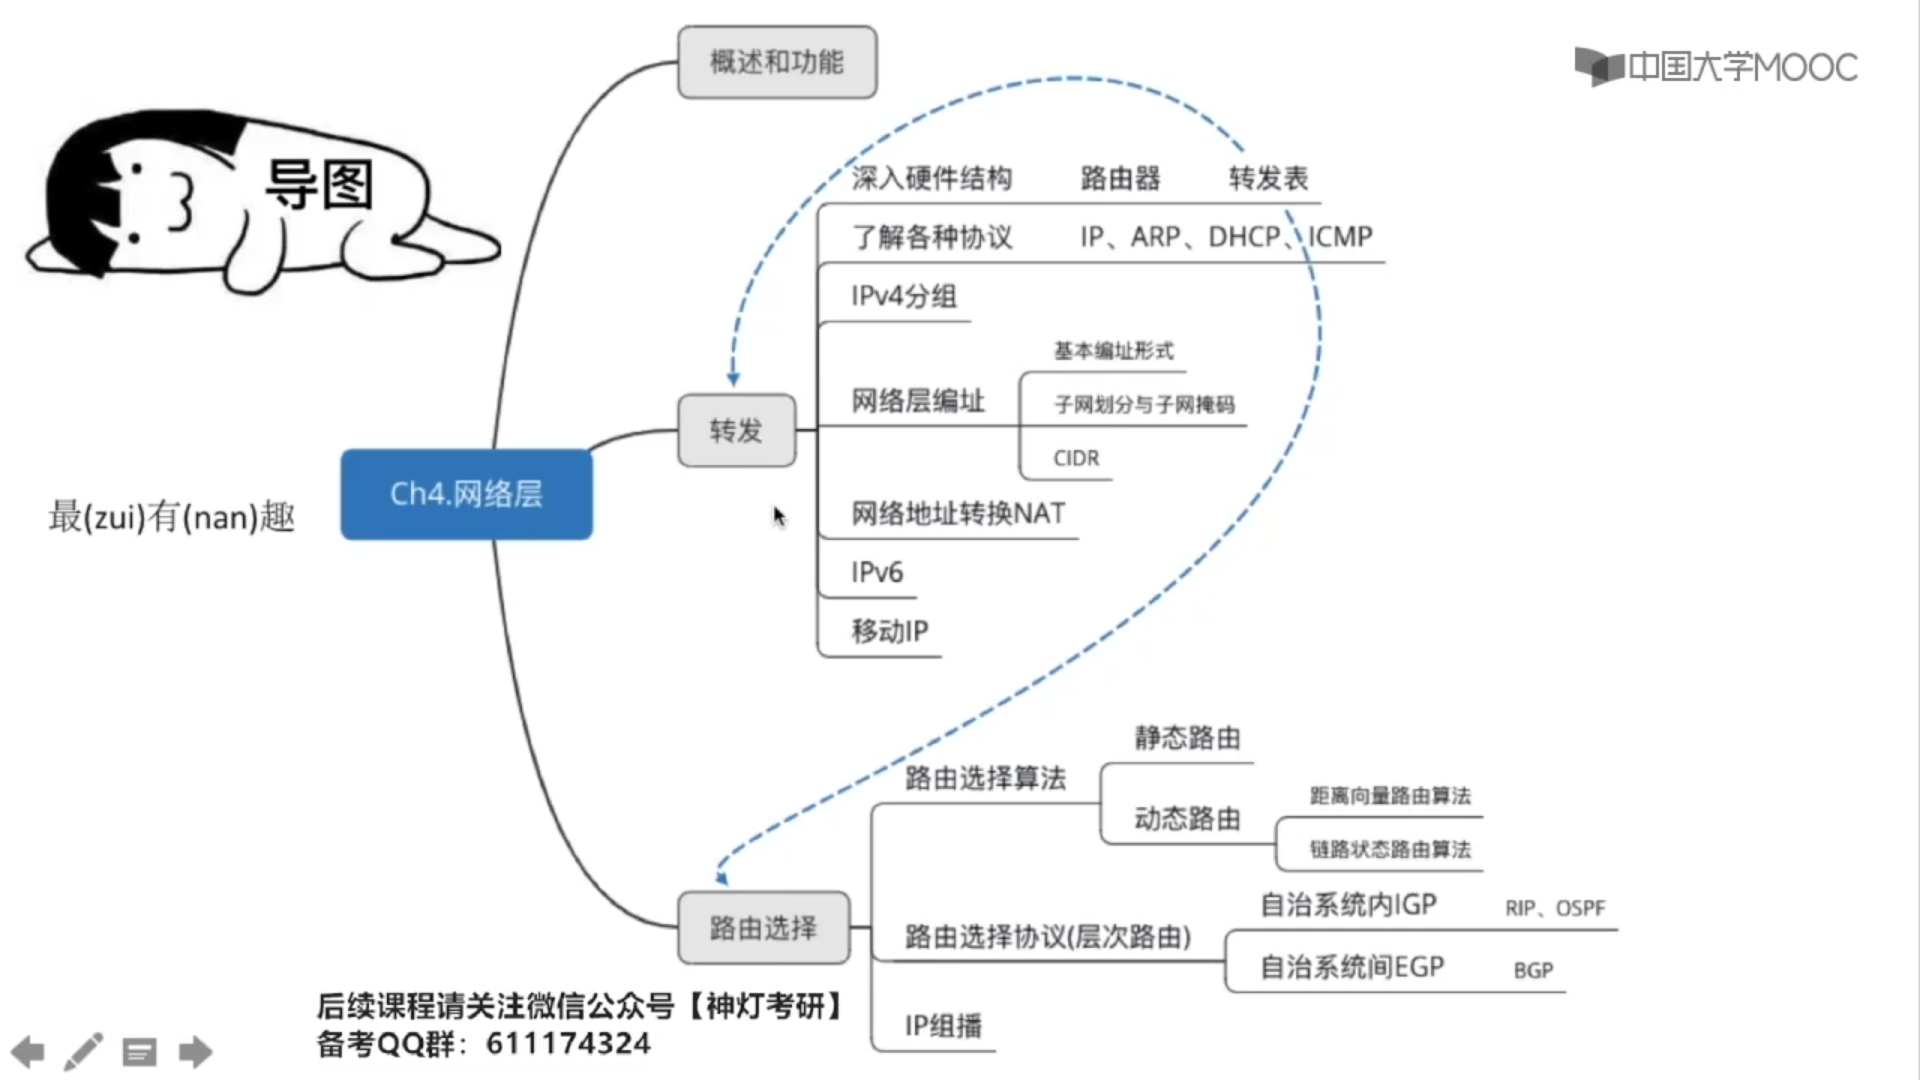 中国大学MOOC
导图
最(zui)有(nan)趣
Ch4.网络层
概述和功能
转发
深入硬件结构 路由器 转发表
了解各种协议 IP、ARP、DHCP、ICMP
IPv4分组
网络层编址
基本编址形式
子网划分与子网掩码
CIDR
网络地址转换NAT
IPv6
移动IP
路由选择
路由选择算法
静态路由
动态路由
距离向量路由算法
链路状态路由算法
路由选择协议(层次路由)
自治系统内IGP RIP、OSPF
自治系统间EGP BGP
IP组播
后续课程请关注微信公众号【神灯考研】
备考QQ群：611174324